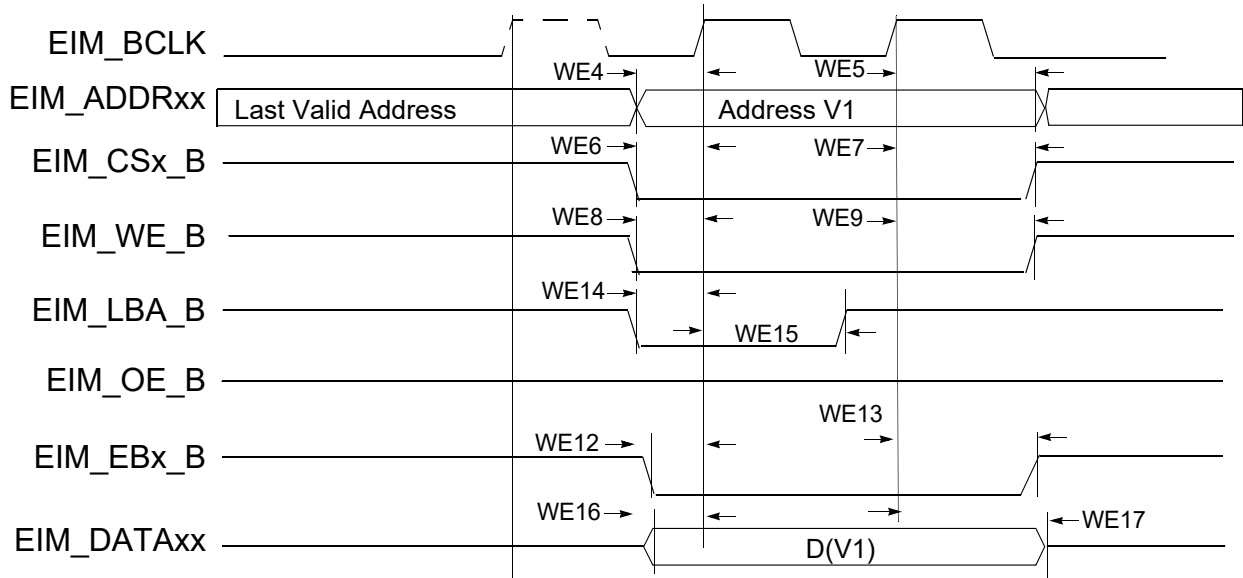 EIM_BCLK
WE4
WE5
EIM_ADDRxx
Last Valid Address
Address V1
WE6
WE7
EIM_CSx_B
WE8
WE9
EIM_WE_B
WE14
EIM_LBA_B
WE15
EIM_OE_B
WE13
WE12
EIM_EBx_B
WE16
WE17
EIM_DATAxx
D(V1)